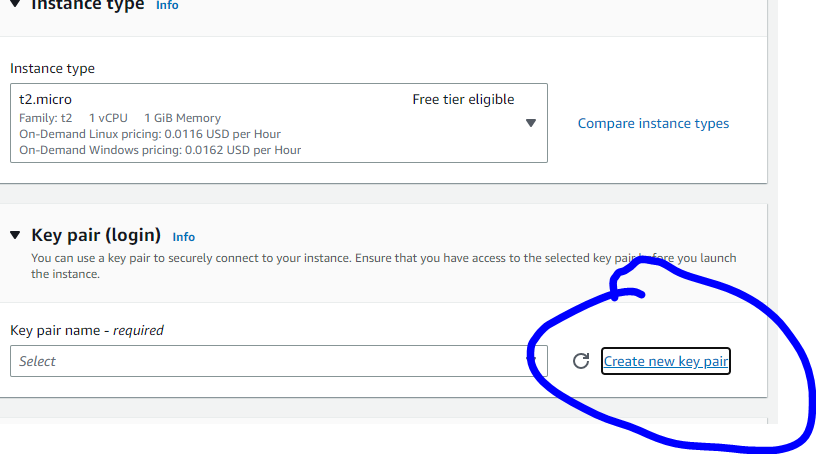 Instance type Info
Instance type
t2.micro Free tier eligible
Family: t2 1 vCPU 1 GiB Memory
On-Demand Linux pricing: 0.0116 USD per Hour
On-Demand Windows pricing: 0.0162 USD per Hour
Compare instance types
Key pair (login) Info
You can use a key pair to securely connect to your instance. Ensure that you have access to the selected key pair before you launch
the instance.
Key pair name - required
Select
Create new key pair